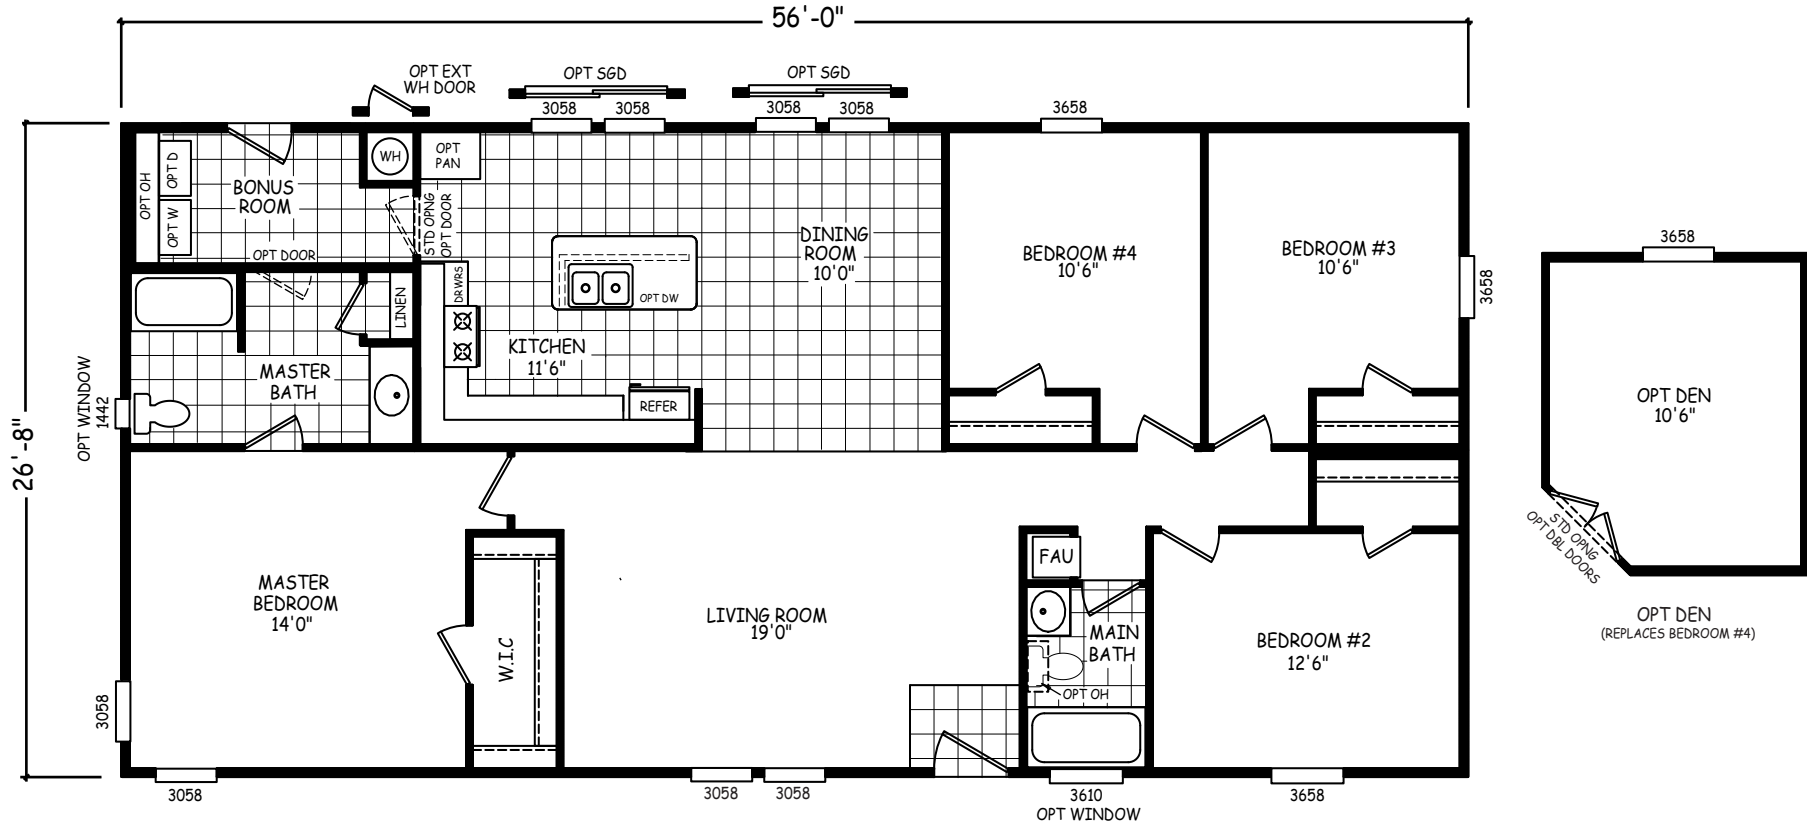 56'-0"
OPT EXT
WH DOOR
OPT SGD
OPT SGD
3058
3058
3058
3058
3658
OPT OH
OPT D
OPT W
BONUS
ROOM
WH
OPT
PAN
STD OPNG
OPT DOOR
OPT DOOR
DINING
ROOM
10'0"
BEDROOM #4
10'6"
BEDROOM #3
10'6"
3658
3658
DRWRS
OPT DW
LINEN
KITCHEN
11'6"
REFER
MASTER
BATH
OPT WINDOW
1442
26'-8"
OPT DEN
10'6"
STD OPNG
OPT DBL DOORS
OPT DEN
(REPLACES BEDROOM #4)
MASTER
BEDROOM
14'0"
W.I.C
LIVING ROOM
19'0"
FAU
MAIN
BATH
OPT OH
BEDROOM #2
12'6"
3058
3058
3058
3058
3610
OPT WINDOW
3658